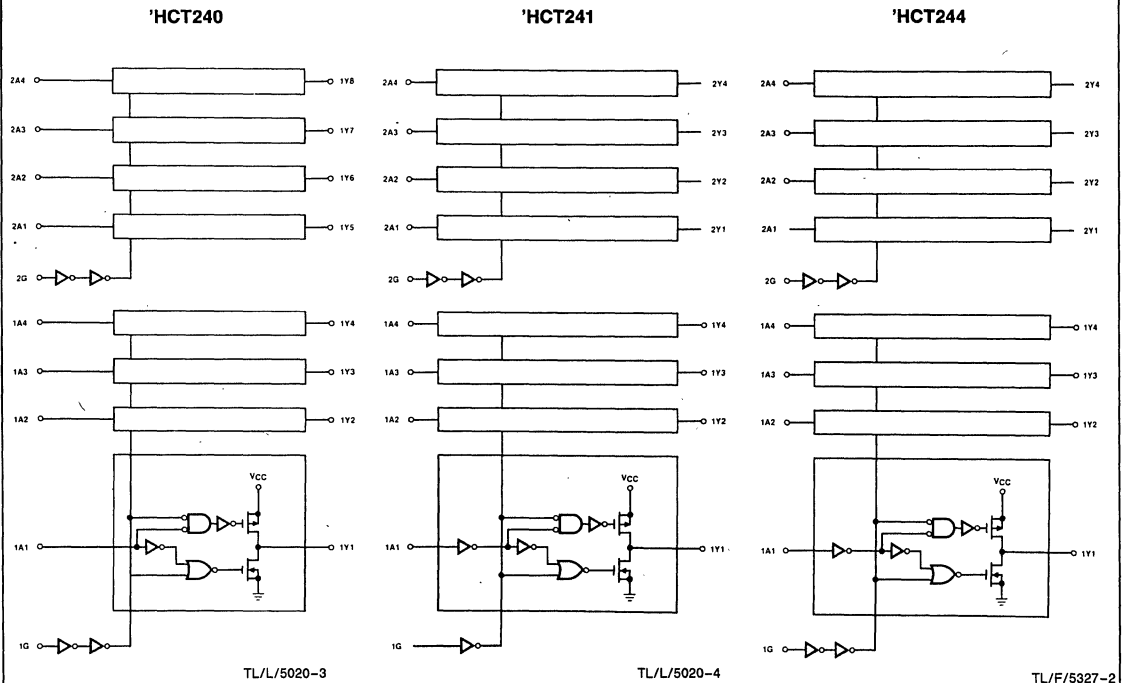 'HCT240
2A4 1Y8
2A3 1Y7
2A2 1Y6
2A1 1Y5
2G
1A4 1Y4
1A3 1Y3
1A2 1Y2
VCC
1A1 1Y1
1G
TL/L/5020-3
'HCT241
2A4 2Y4
2A3 2Y3
2A2 2Y2
2A1 2Y1
2G
1A4 1Y4
1A3 1Y3
1A2 1Y2
VCC
1A1 1Y1
1G
TL/L/5020-4
'HCT244
2A4 2Y4
2A3 2Y3
2A2 2Y2
2A1 2Y1
2G
1A4 1Y4
1A3 1Y3
1A2 1Y2
VCC
1A1 1Y1
1G
TL/F/5327-2